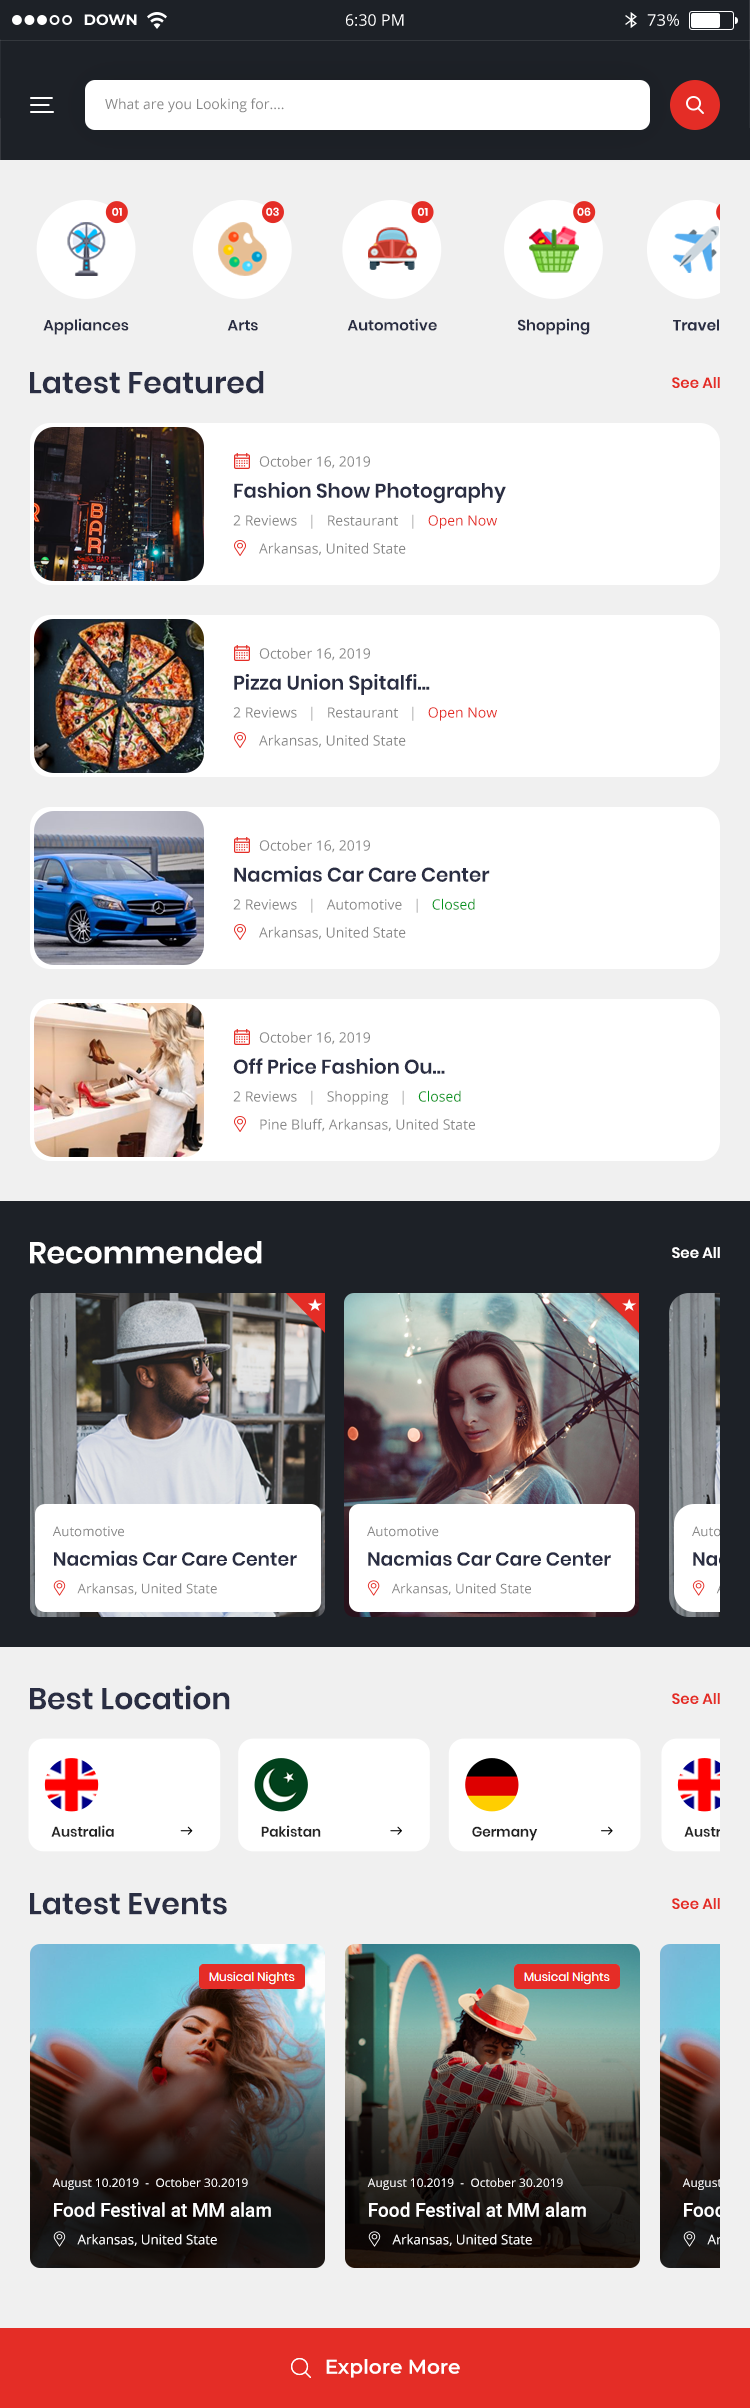 DOWN 6:30 PM 73%
What are you Looking for....
01 03 01 06
Appliances Arts Automotive Shopping Travel
Latest Featured See All
October 16, 2019
Fashion Show Photography
2 Reviews | Restaurant | Open Now
Arkansas, United State
BAR
BAR
October 16, 2019
Pizza Union Spitalfi...
2 Reviews | Restaurant | Open Now
Arkansas, United State
October 16, 2019
Nacmias Car Care Center
2 Reviews | Automotive | Closed
Arkansas, United State
October 16, 2019
Off Price Fashion Ou...
2 Reviews | Shopping | Closed
Pine Bluff, Arkansas, United State
Recommended See All
Automotive Automotive Auto
Nacmias Car Care Center Nacmias Car Care Center Na
Arkansas, United State Arkansas, United State
Best Location See All
Australia Pakistan Germany Austr
Latest Events See All
Musical Nights Musical Nights
August 10.2019 - October 30.2019 August 10.2019 - October 30.2019 August
Food Festival at MM alam Food Festival at MM alam Food
Arkansas, United State Arkansas, United State Ar
Explore More